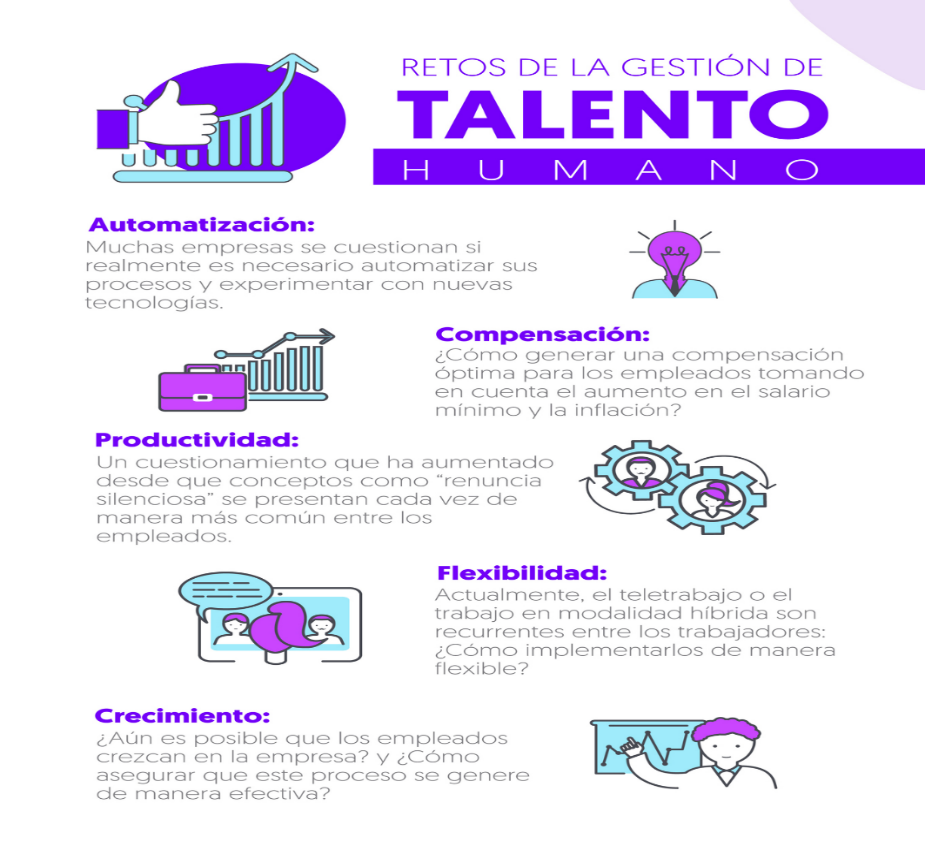 RETOS DE LA GESTIÓN DE
TALENTO
HUMANO
Automatización:
Muchas empresas se cuestionan si
realmente es necesario automatizar sus
procesos y experimentar con nuevas
tecnologías.
Compensación:
¿Cómo generar una compensación
óptima para los empleados tomando
en cuenta el aumento en el salario
mínimo y la inflación?
Productividad:
Un cuestionamiento que ha aumentado
desde que conceptos como “renuncia
silenciosa” se presentan cada vez de
manera más común entre los
empleados.
Flexibilidad:
Actualmente, el teletrabajo o el
trabajo en modalidad híbrida son
recurrentes entre los trabajadores:
¿Cómo implementarlos de manera
flexible?
Crecimiento:
¿Aún es posible que los empleados
crezcan en la empresa? y ¿Cómo
asegurar que este proceso se genere
de manera efectiva?